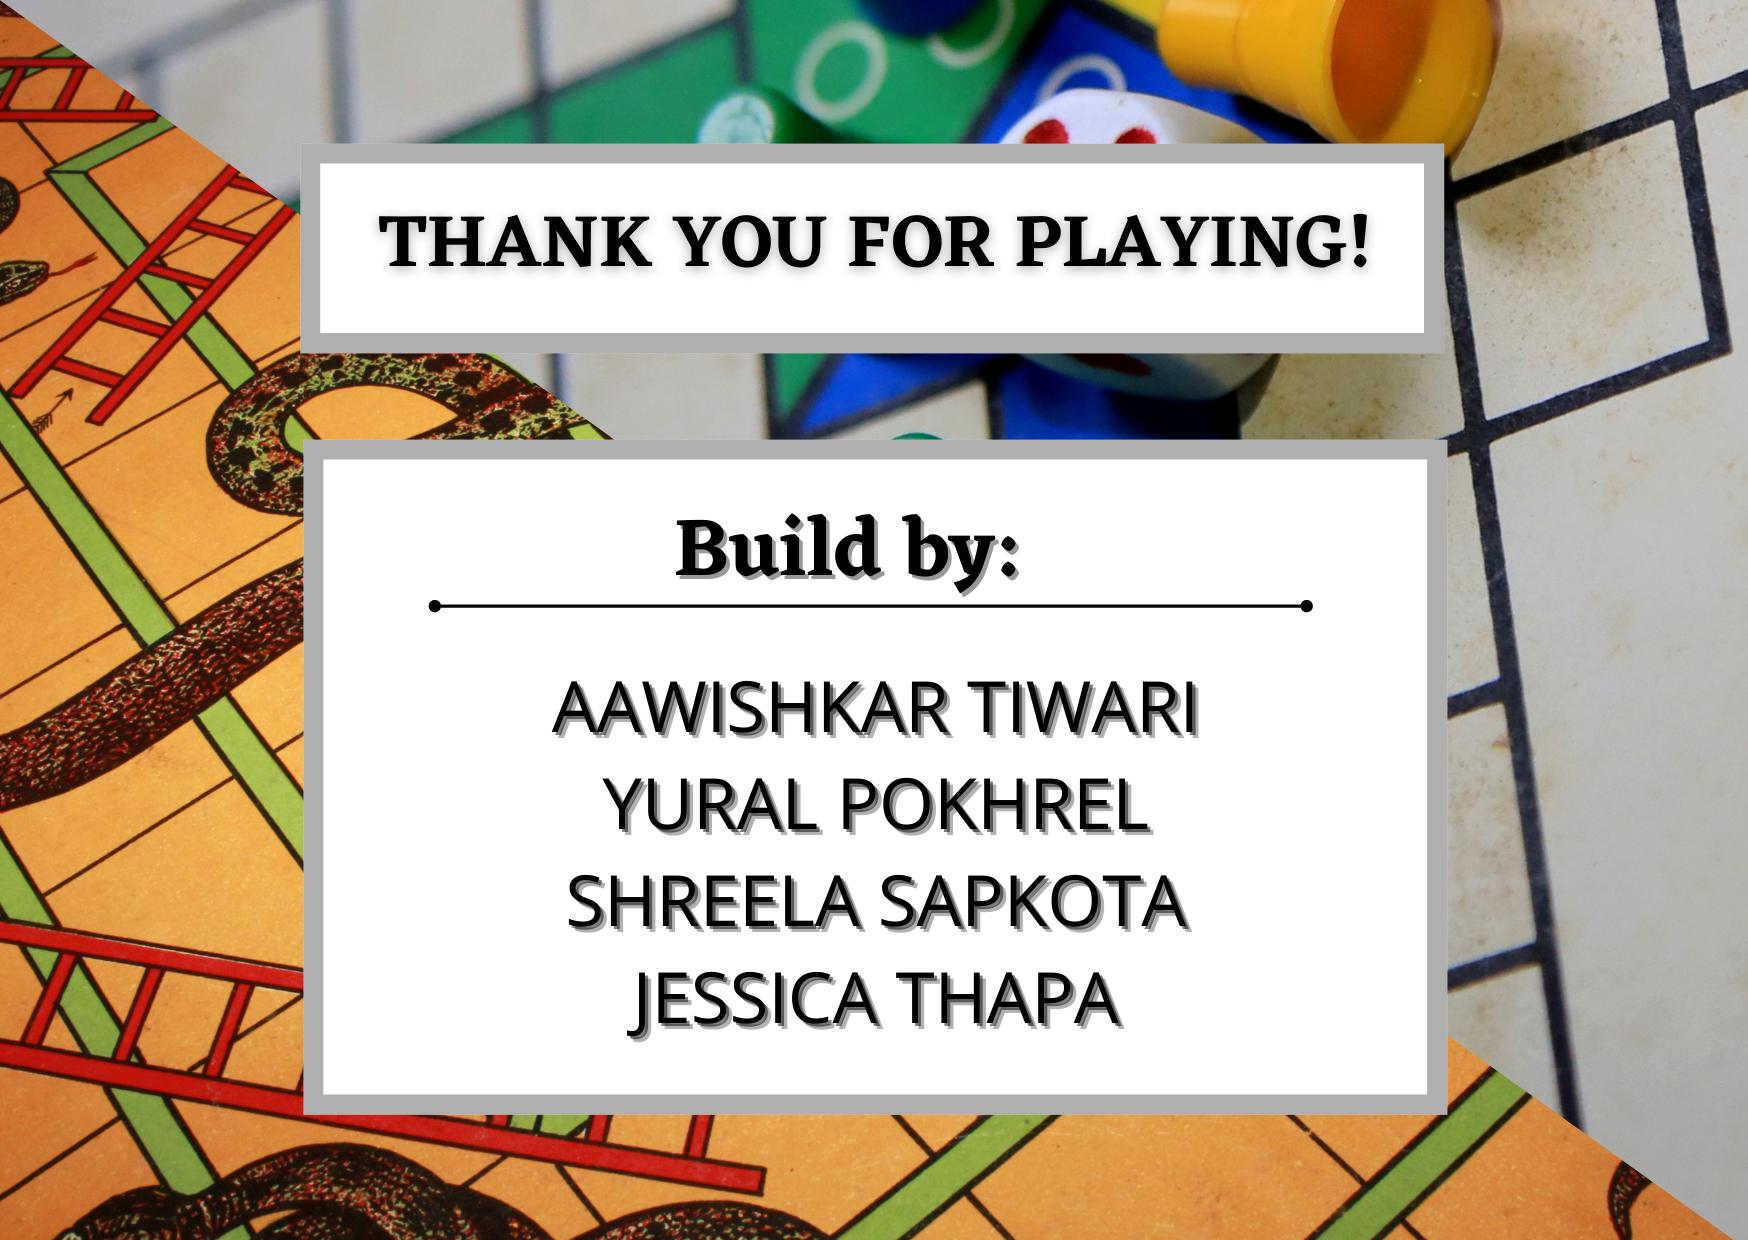 THANK YOU FOR PLAYING!
Build by:
AAWISHKAR TIWARI
YURAL POKHREL
SHREELA SAPKOTA
JESSICA THAPA